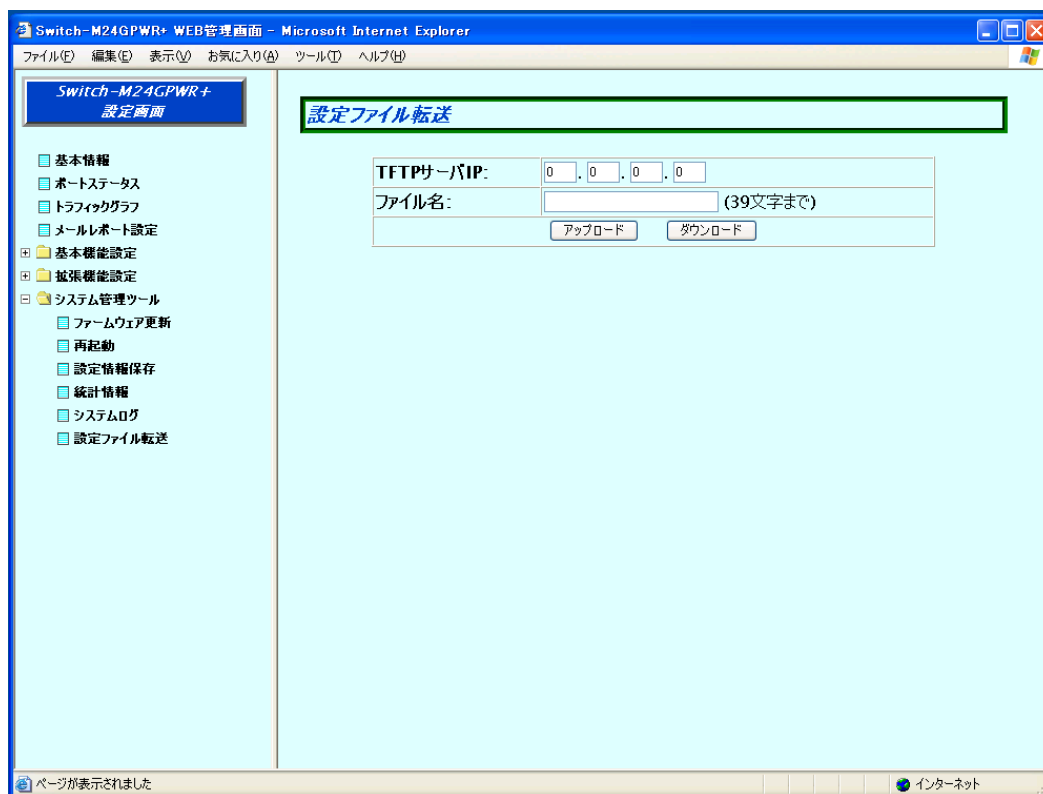 Switch-M24GPWR+ WEB管理画面 - Microsoft Internet Explorer
ファイル(F) 編集(E) 表示(V) お気に入り(A) ツール(T) ヘルプ(H)
Switch-M24GPWR+
設定画面
基本情報
ポートステータス
トラフィックグラフ
メールレポート設定
基本機能設定
拡張機能設定
システム管理ツール
ファームウェア更新
再起動
設定情報保存
統計情報
システムログ
設定ファイル転送
設定ファイル転送
TFTPサーバIP: 0 . 0 . 0 . 0
ファイル名: (39文字まで)
アップロード ダウンロード
ページが表示されました インターネット